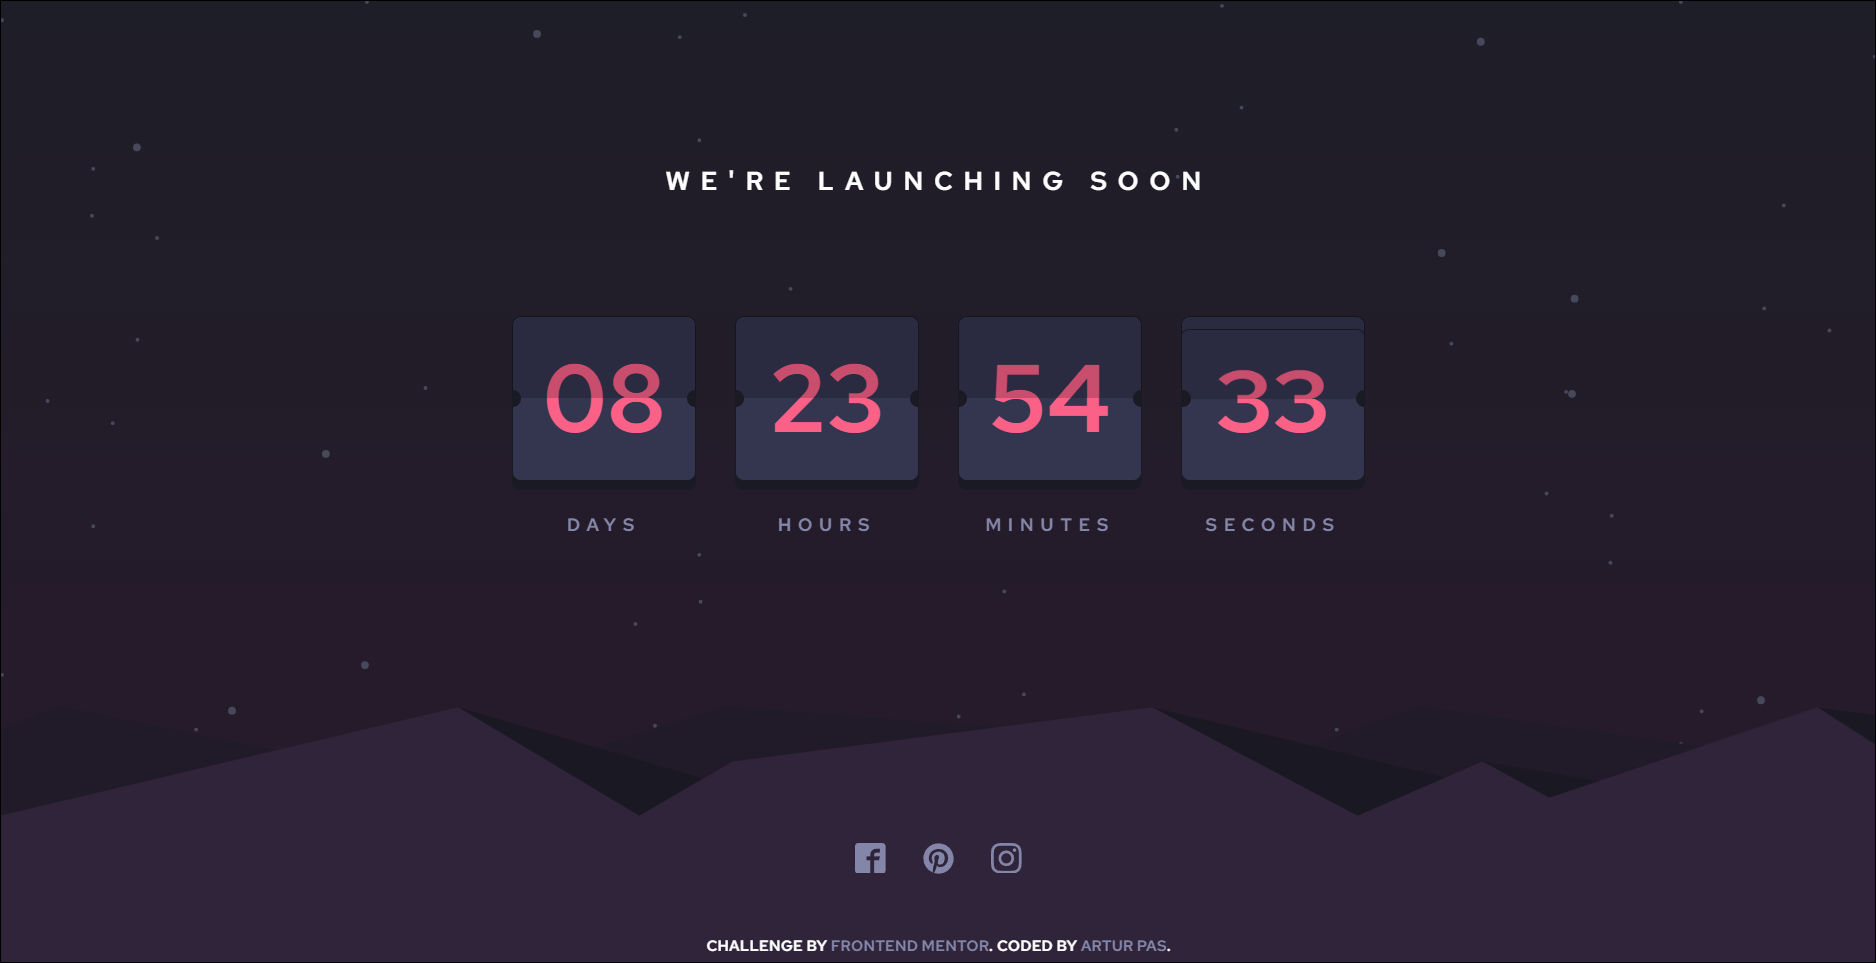 WE'RE LAUNCHING SOON
08 23 54 33
DAYS HOURS MINUTES SECONDS
CHALLENGE BY FRONTEND MENTOR. CODED BY ARTUR PAS.